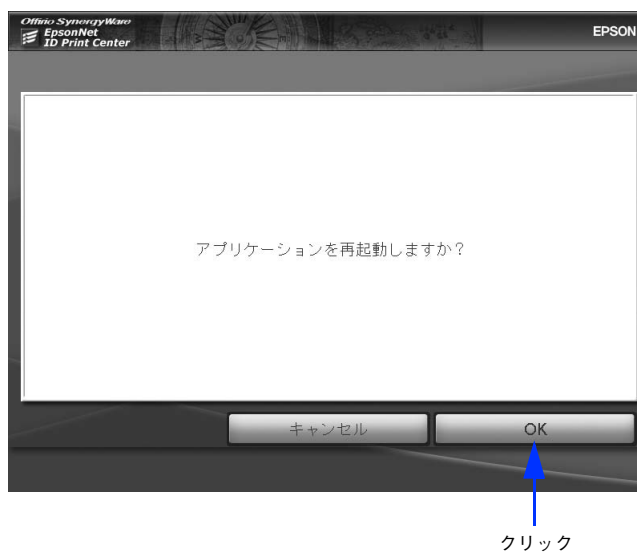 Offirio SynergyWare
EpsonNet
ID Print Center
EPSON
アプリケーションを再起動しますか？
キャンセル
OK
クリック